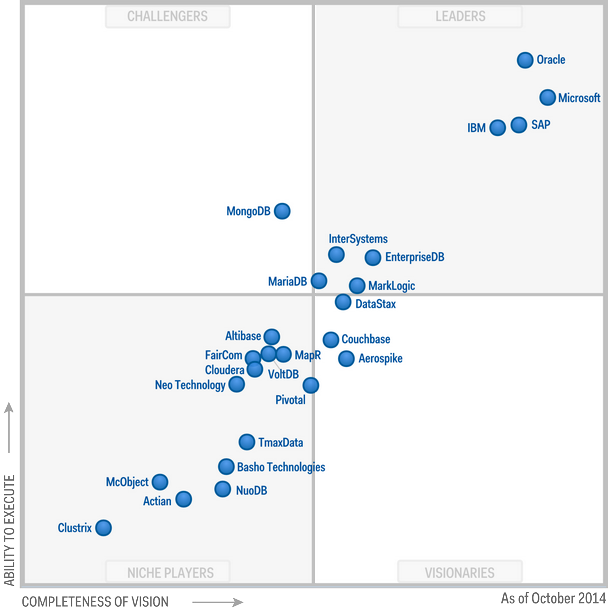 CHALLENGERS
LEADERS
Oracle
Microsoft
IBM
SAP
MongoDB
InterSystems
EnterpriseDB
MariaDB
MarkLogic
DataStax
Altibase
Couchbase
FairCom
MapR
Aerospike
Cloudera
VoltDB
Neo Technology
Pivotal
TmaxData
Basho Technologies
McObject
NuoDB
Actian
Clustrix
ABILITY TO EXECUTE
NICHE PLAYERS
VISIONARIES
COMPLETENESS OF VISION
As of October 2014